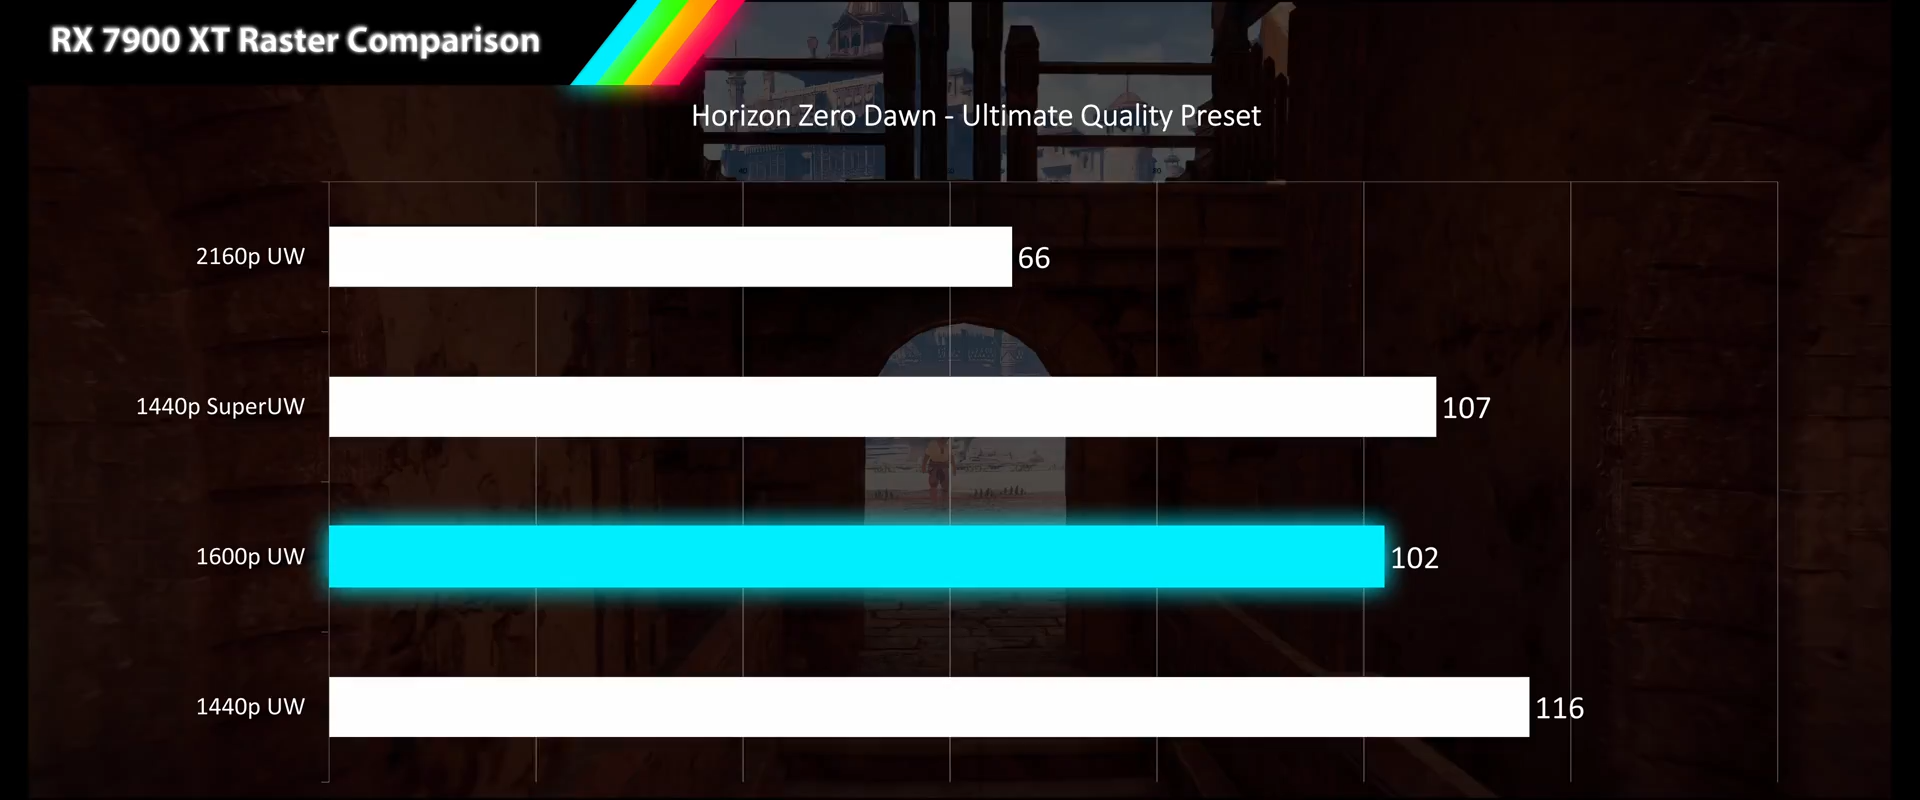 RX 7900 XT Raster Comparison
Horizon Zero Dawn - Ultimate Quality Preset
2160p UW 66
1440p SuperUW 107
1600p UW 102
1440p UW 116